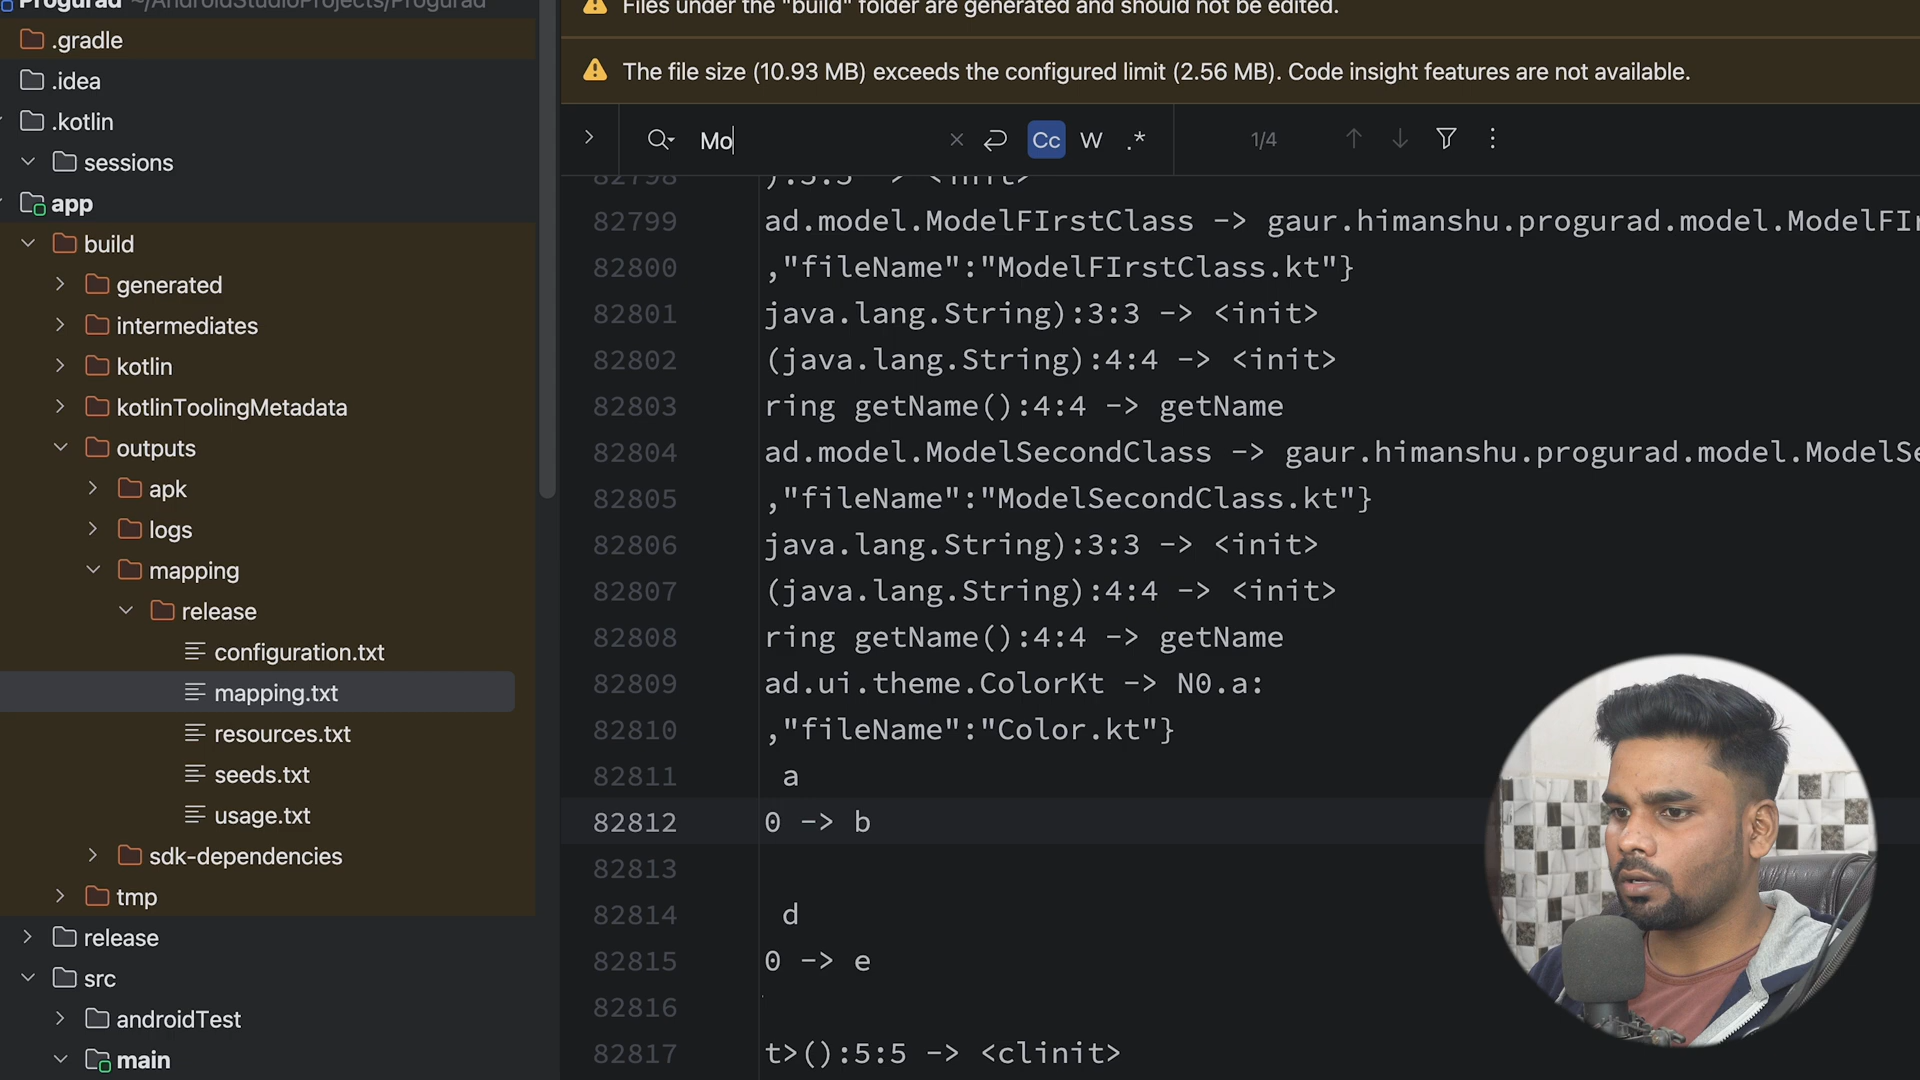 Progurad ~/AndroidStudioProjects/Progurad
.gradle
.idea
.kotlin
sessions
app
build
generated
intermediates
kotlin
kotlinToolingMetadata
outputs
apk
logs
mapping
release
configuration.txt
mapping.txt
resources.txt
seeds.txt
usage.txt
sdk-dependencies
tmp
release
src
androidTest
main
Files under the "build" folder are generated and should not be edited.
The file size (10.93 MB) exceeds the configured limit (2.56 MB). Code insight features are not available.
Mo Cc W .* 1/4
82798 ):5:5 -> <init>
82799 ad.model.ModelFIrstClass -> gaur.himanshu.progurad.model.ModelFIr
82800 ,"fileName":"ModelFIrstClass.kt"}
82801 java.lang.String):3:3 -> <init>
82802 (java.lang.String):4:4 -> <init>
82803 ring getName():4:4 -> getName
82804 ad.model.ModelSecondClass -> gaur.himanshu.progurad.model.ModelSe
82805 ,"fileName":"ModelSecondClass.kt"}
82806 java.lang.String):3:3 -> <init>
82807 (java.lang.String):4:4 -> <init>
82808 ring getName():4:4 -> getName
82809 ad.ui.theme.ColorKt -> N0.a:
82810 ,"fileName":"Color.kt"}
82811 a
82812 0 -> b
82813
82814 d
82815 0 -> e
82816
82817 t>():5:5 -> <clinit>